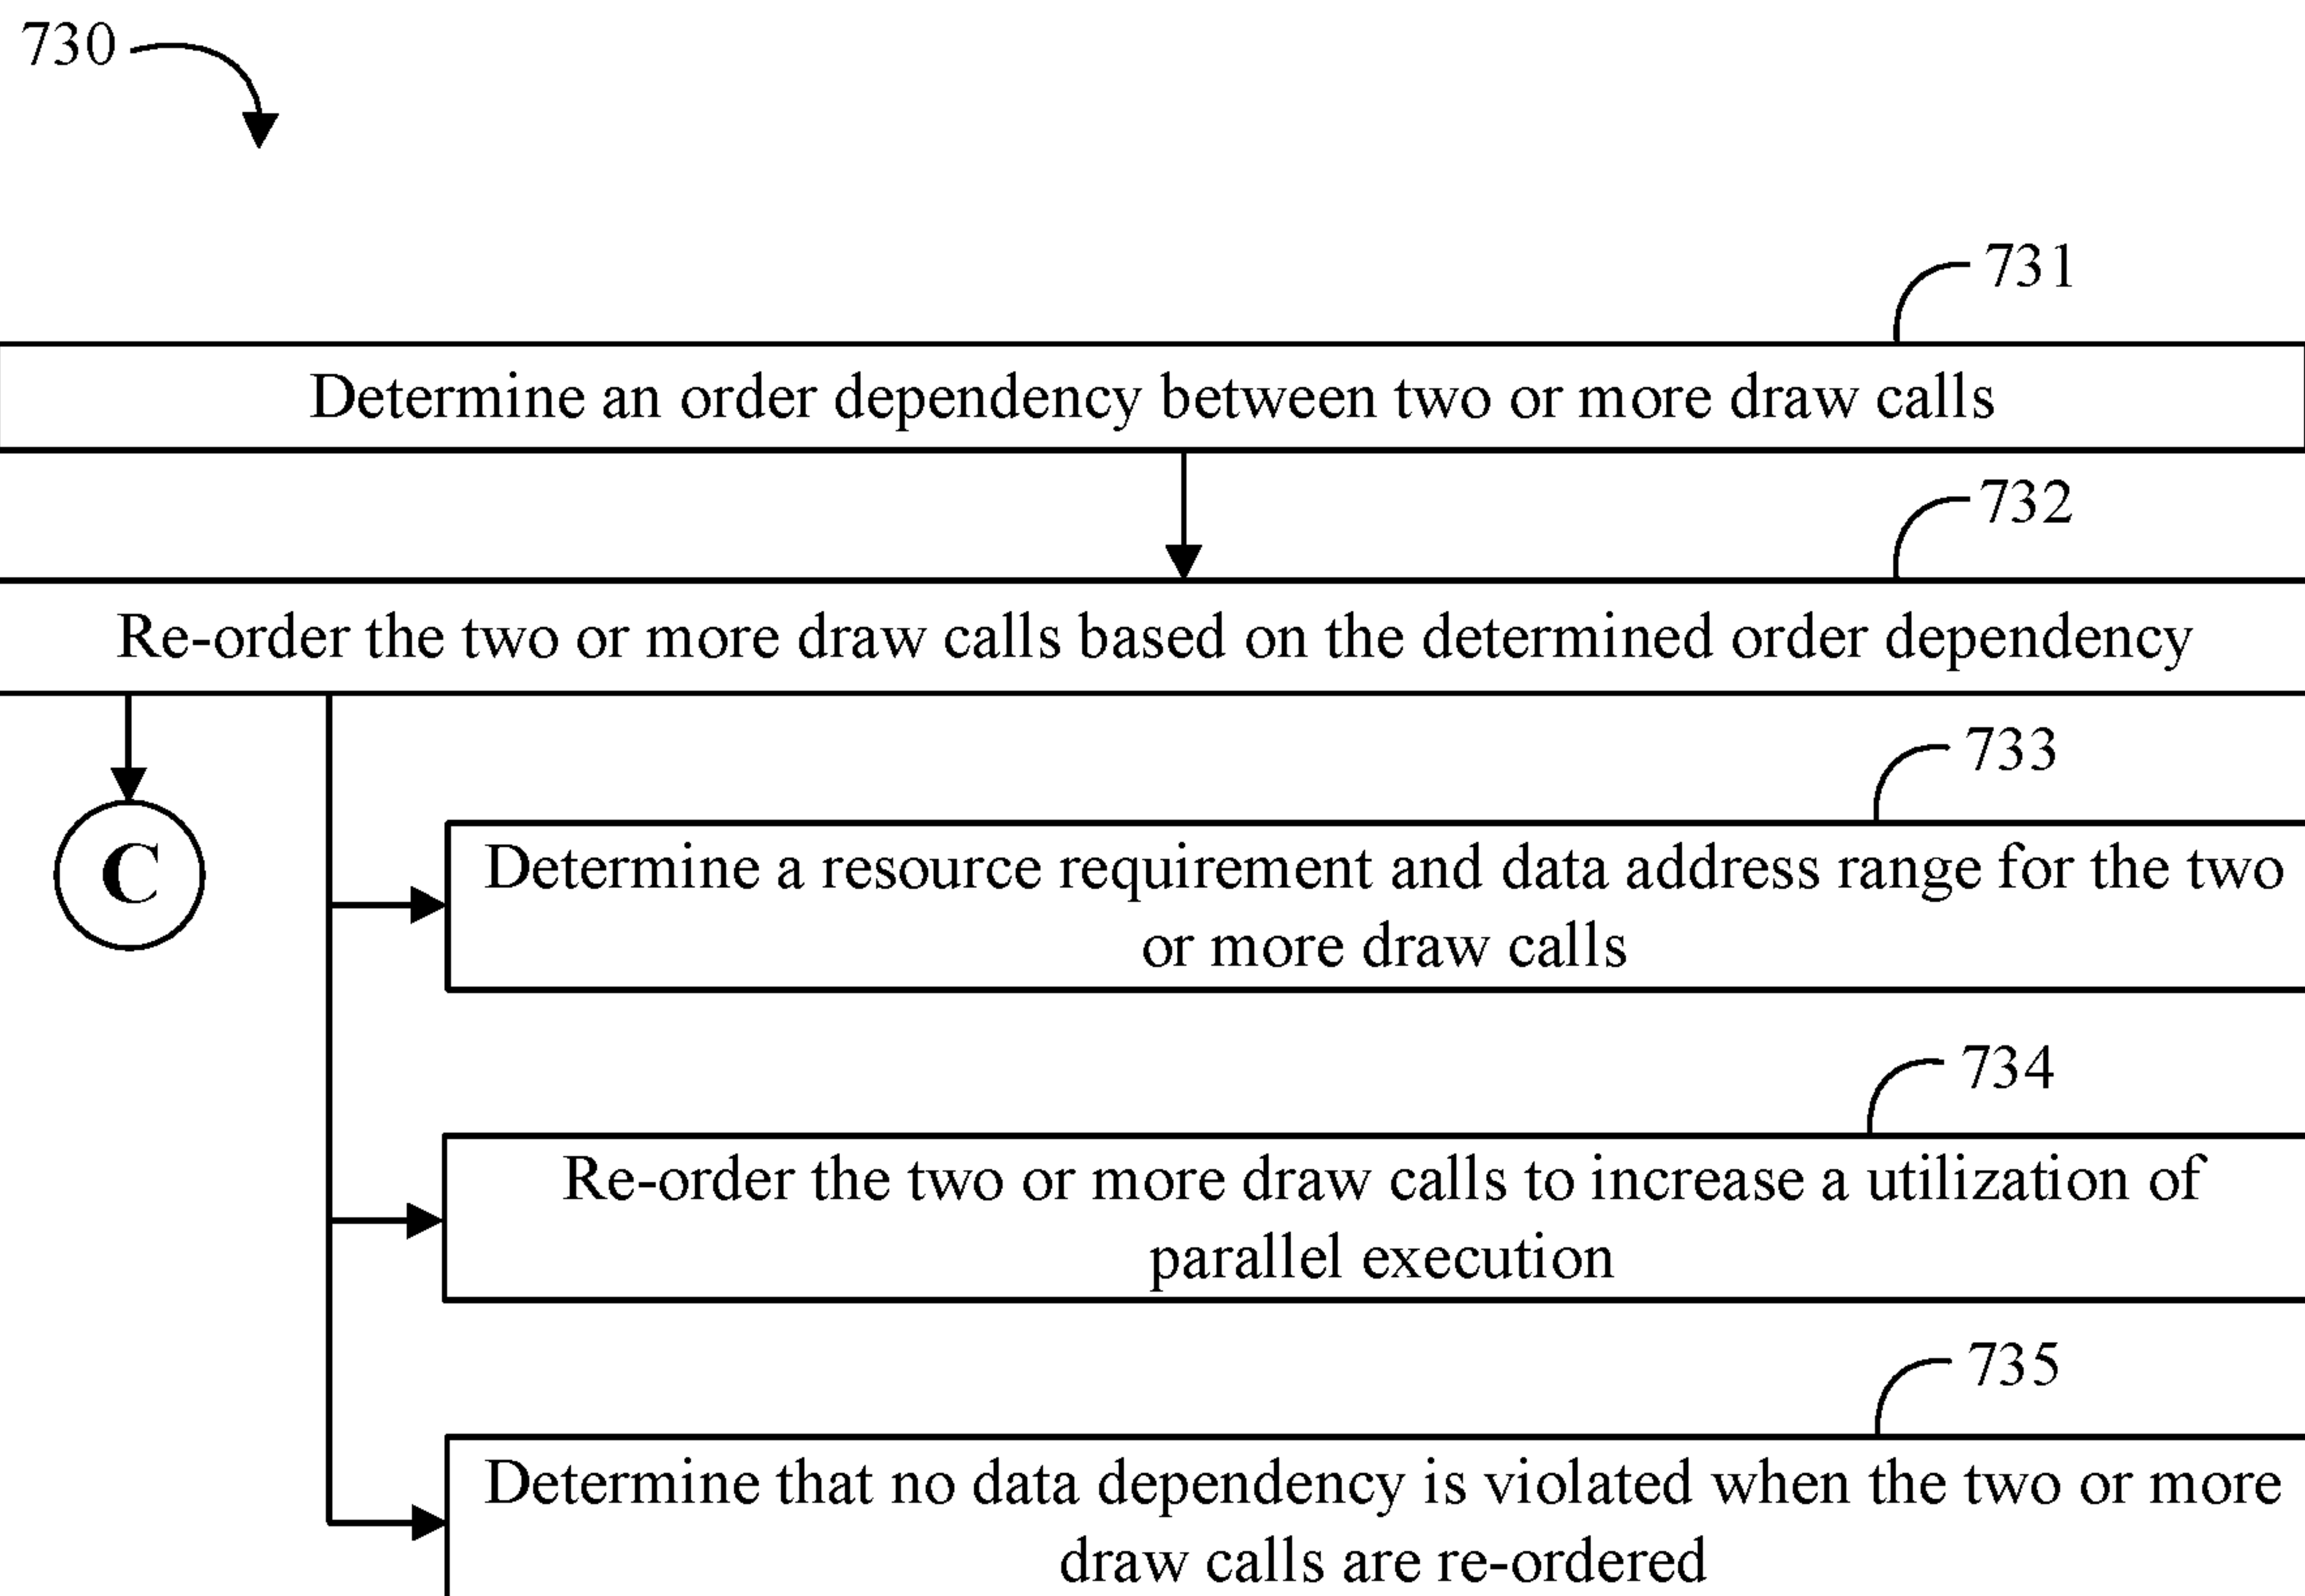 730
731
Determine an order dependency between two or more draw calls
732
Re-order the two or more draw calls based on the determined order dependency
C
733
Determine a resource requirement and data address range for the two
or more draw calls
734
Re-order the two or more draw calls to increase a utilization of
parallel execution
735
Determine that no data dependency is violated when the two or more
draw calls are re-ordered